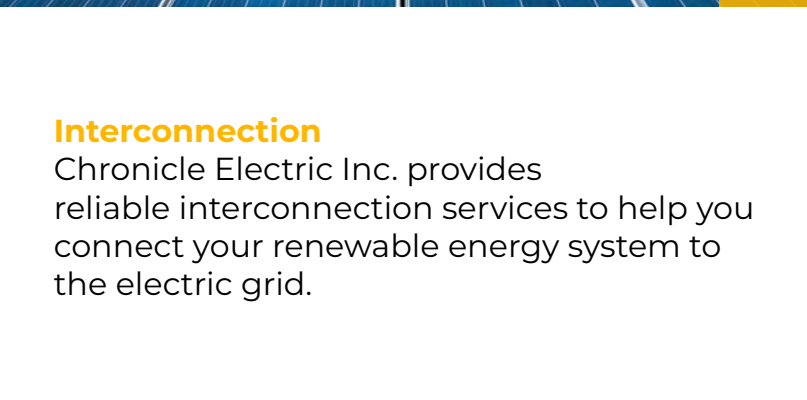 Interconnection
Chronicle Electric Inc. provides
reliable interconnection services to help you
connect your renewable energy system to
the electric grid.